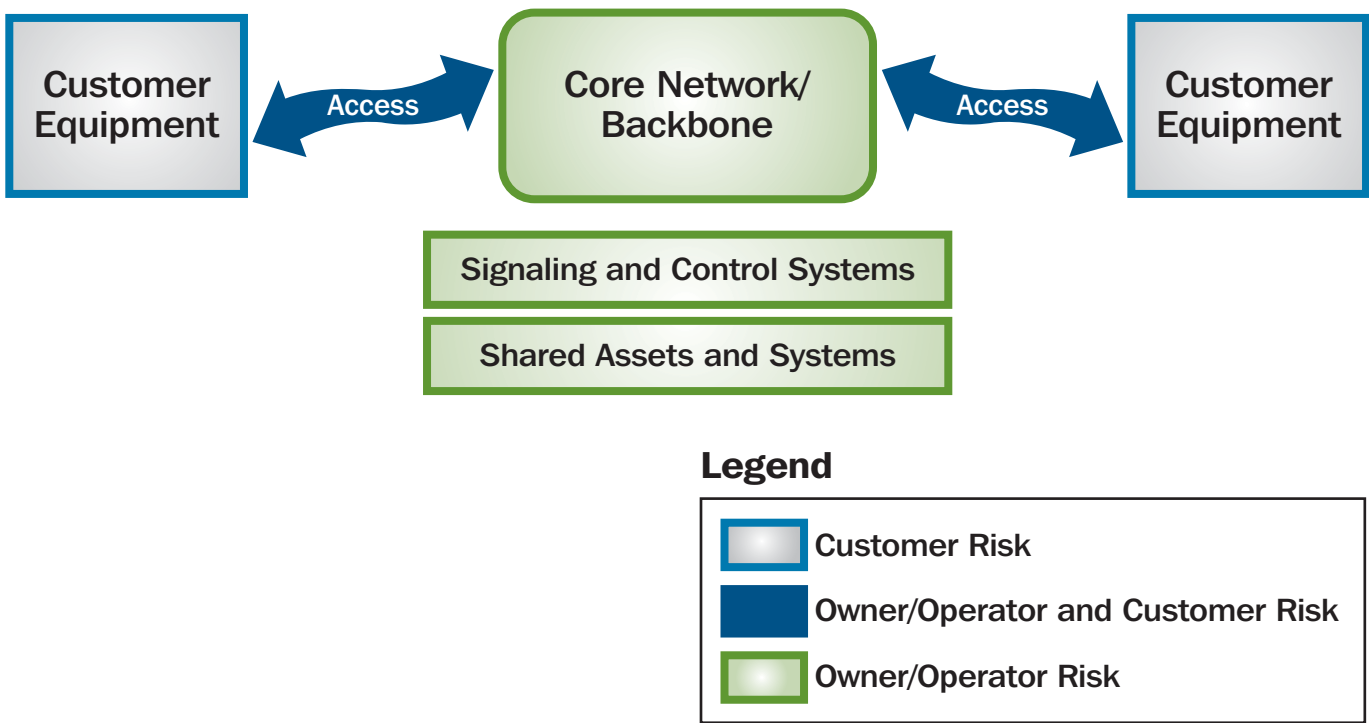 Customer
Equipment
Access
Core Network/
Backbone
Access
Customer
Equipment
Signaling and Control Systems
Shared Assets and Systems
Legend
Customer Risk
Owner/Operator and Customer Risk
Owner/Operator Risk